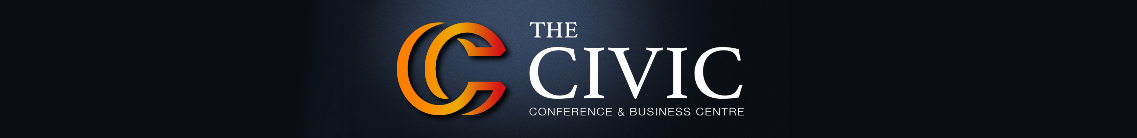 THE
CIVIC
CONFERENCE & BUSINESS CENTRE